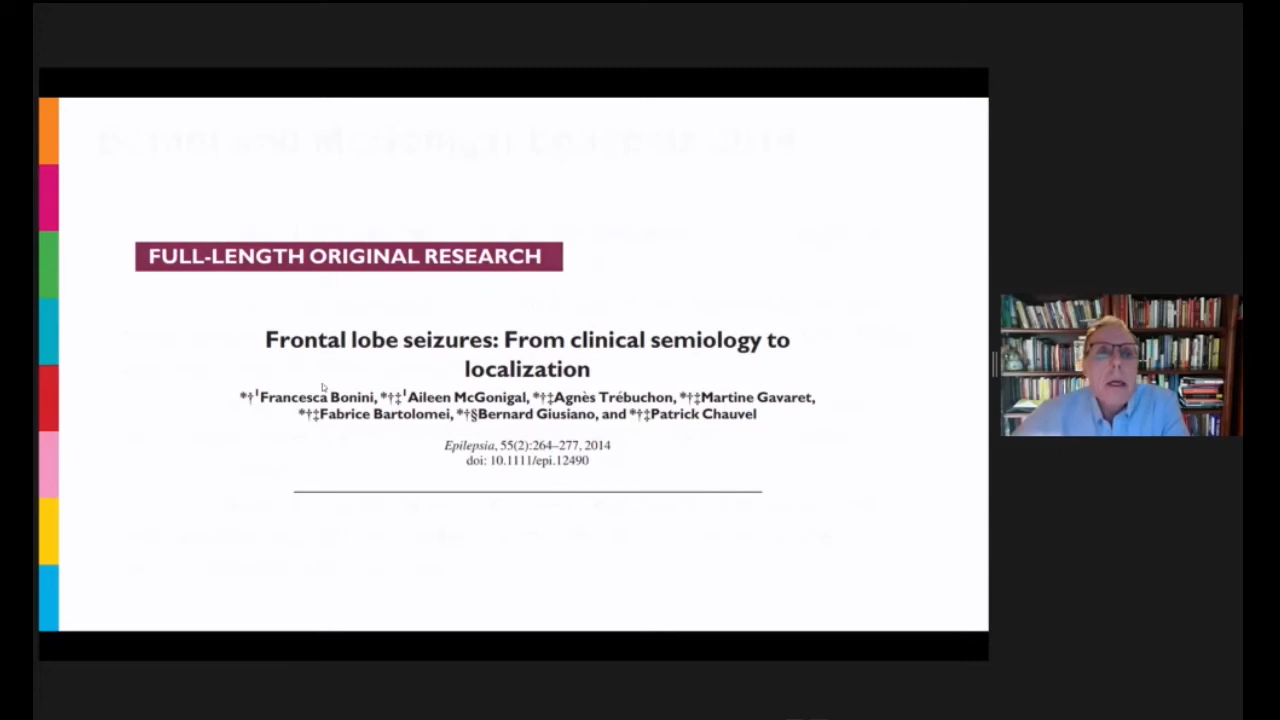 FULL-LENGTH ORIGINAL RESEARCH
Frontal lobe seizures: From clinical semiology to
localization
*†¹Francesca Bonini, *†‡¹Aileen McGonigal, *†‡Agnès Trébuchon, *†‡Martine Gavaret,
*†‡Fabrice Bartolomei, *†§Bernard Giusiano, and *†‡Patrick Chauvel
Epilepsia, 55(2):264–277, 2014
doi: 10.1111/epi.12490